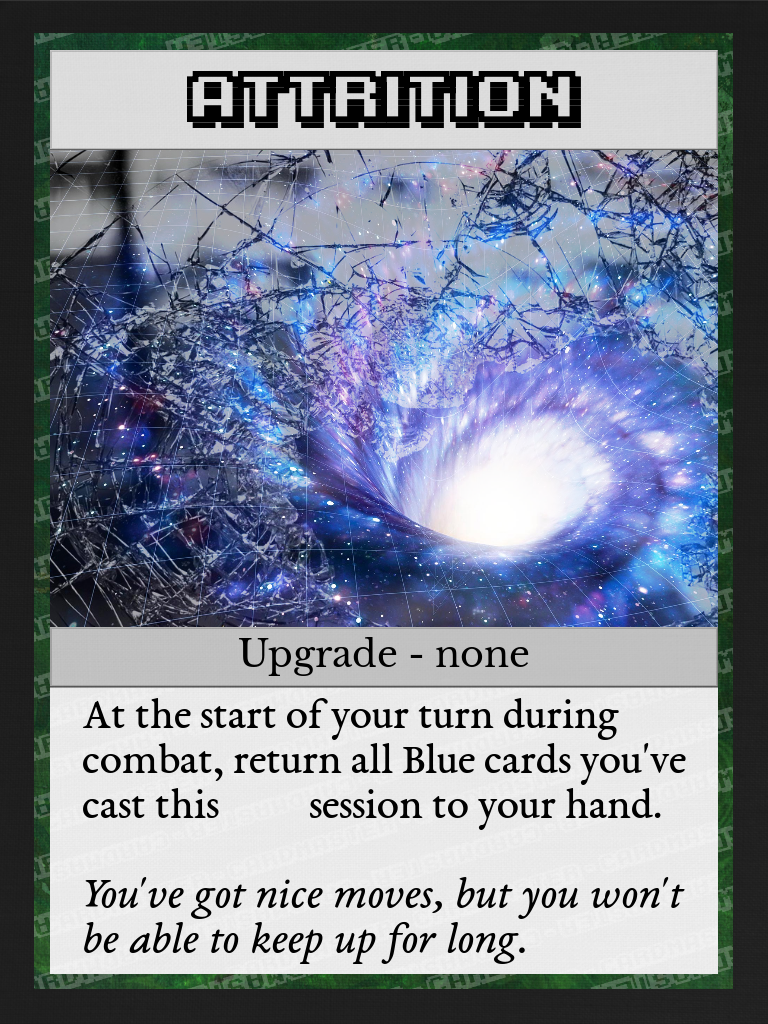 ATTRITION
Upgrade - none
At the start of your turn during
combat, return all Blue cards you've
cast this session to your hand.
You've got nice moves, but you won't
be able to keep up for long.